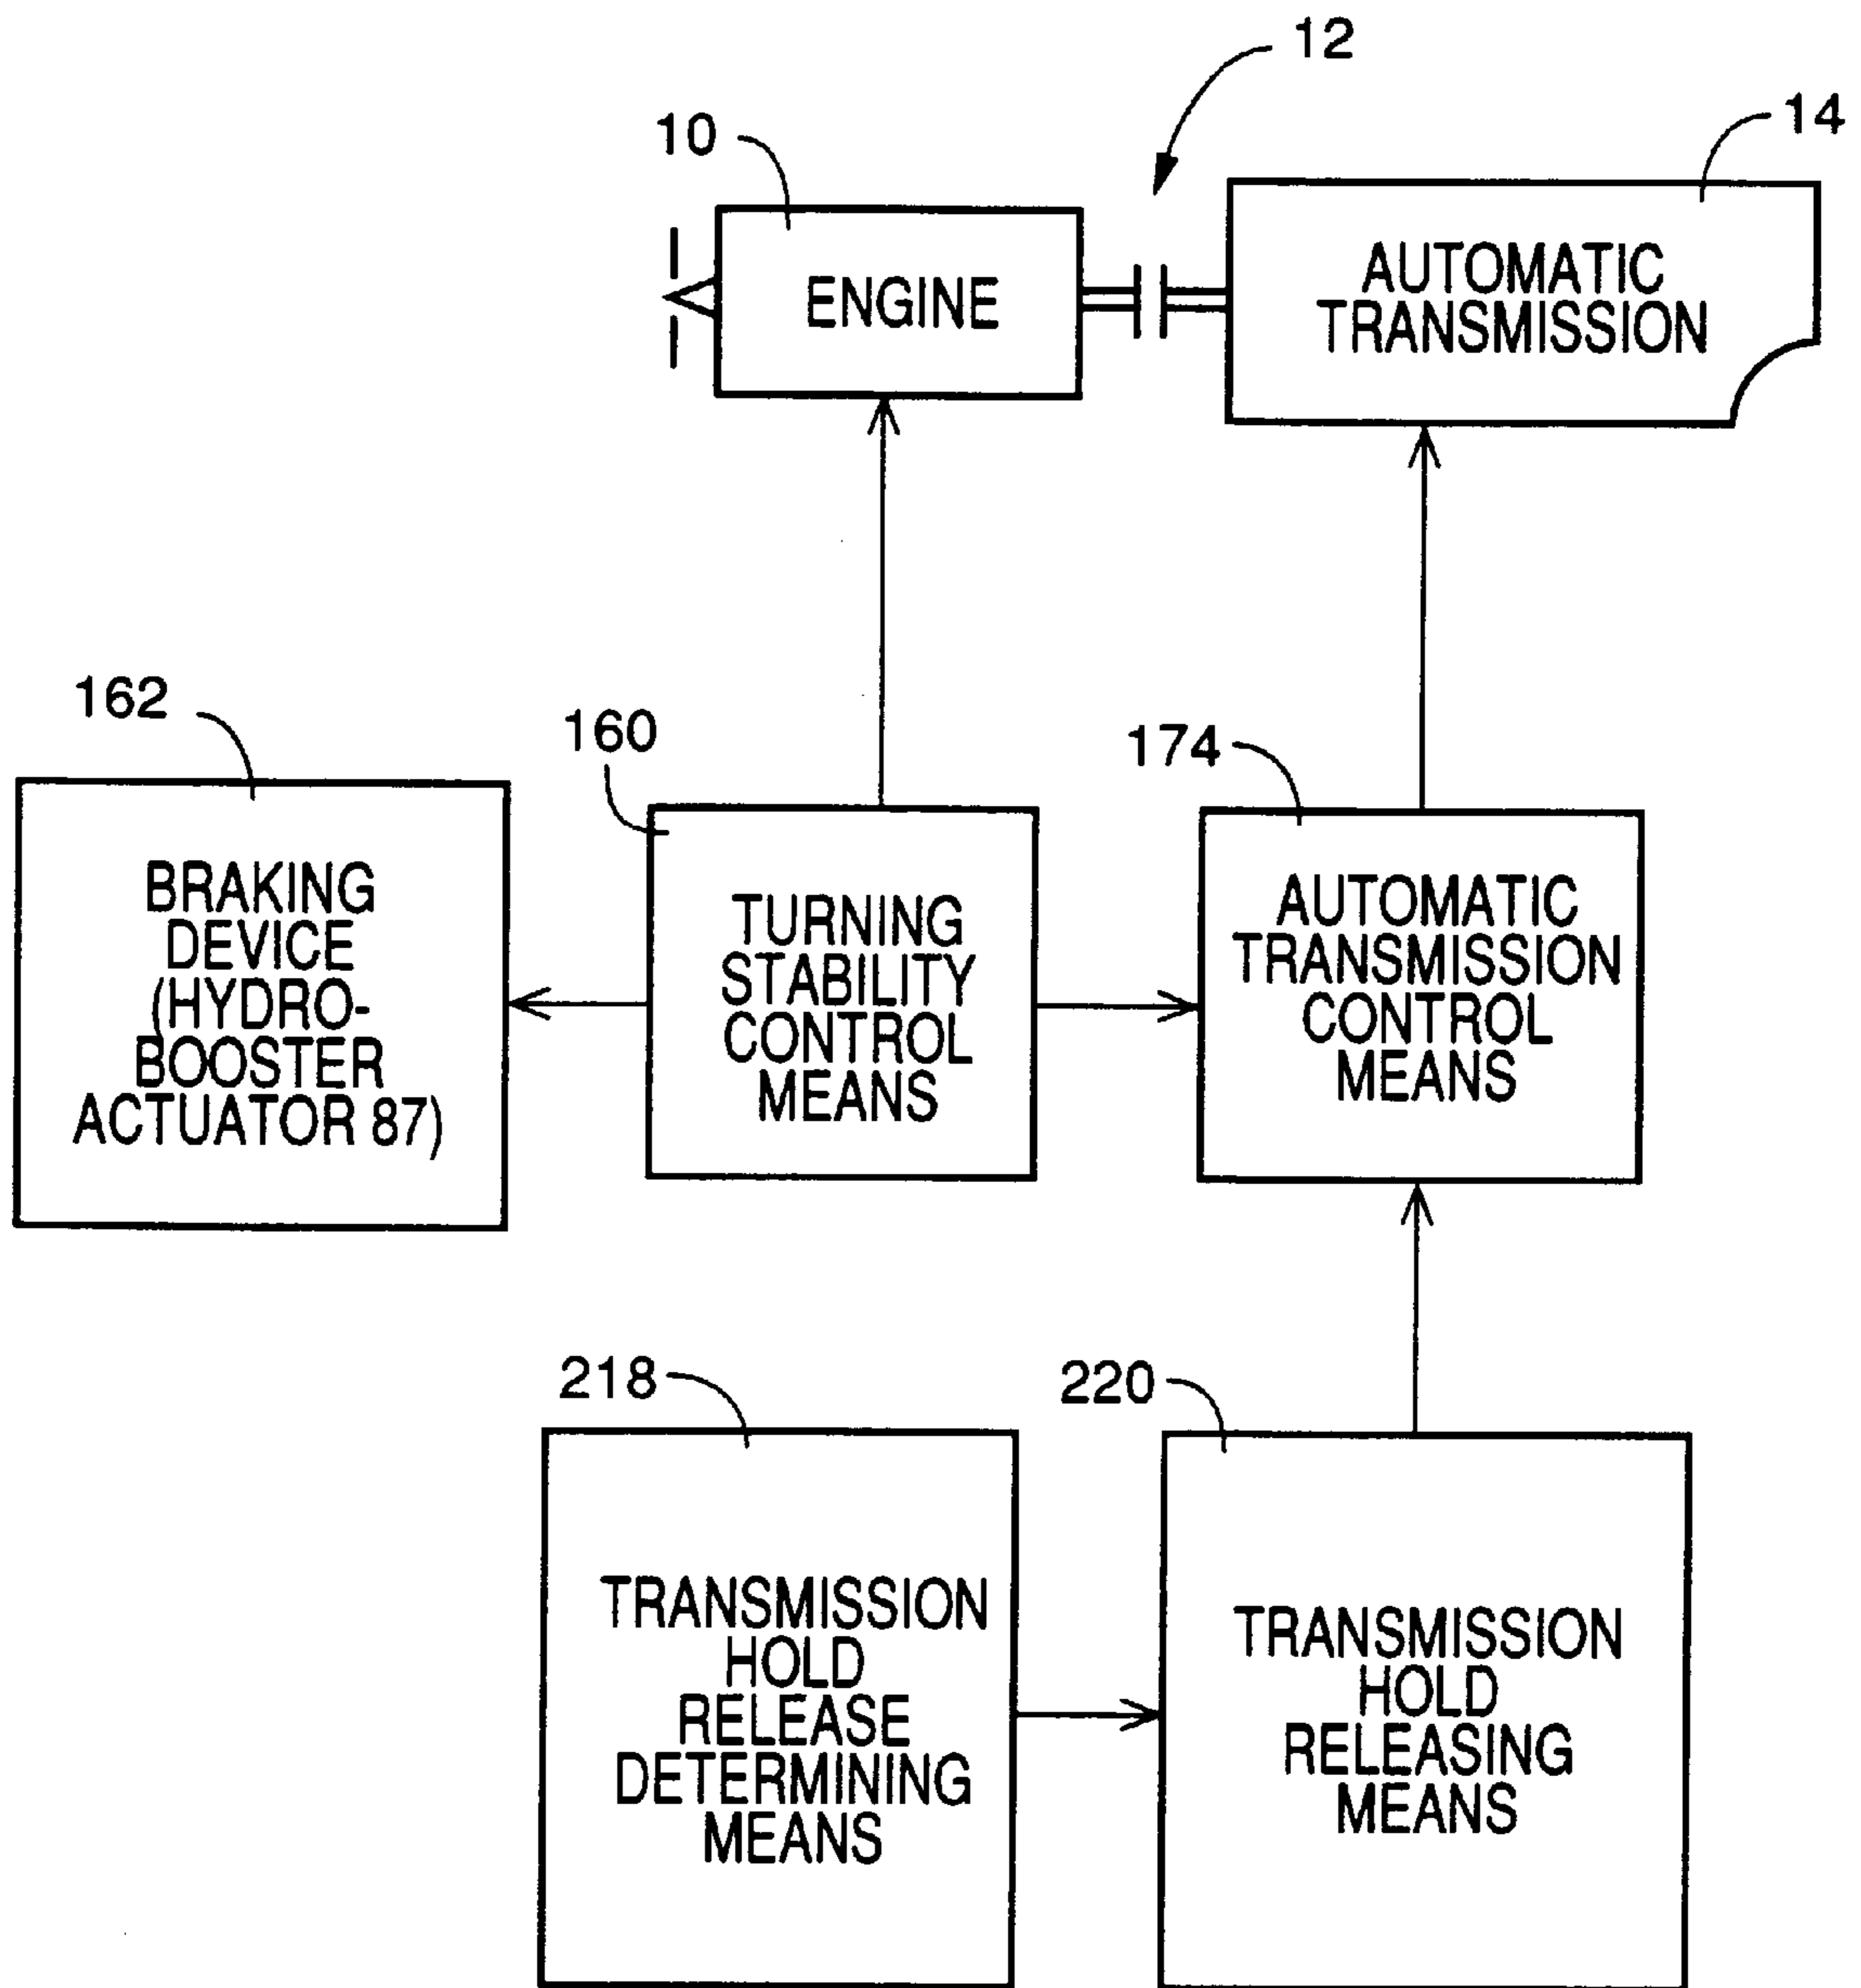 12
10
14
ENGINE
AUTOMATIC
TRANSMISSION
162
160
174
BRAKING
DEVICE
(HYDRO-
BOOSTER
ACTUATOR 87)
TURNING
STABILITY
CONTROL
MEANS
AUTOMATIC
TRANSMISSION
CONTROL
MEANS
218
220
TRANSMISSION
HOLD
RELEASE
DETERMINING
MEANS
TRANSMISSION
HOLD
RELEASING
MEANS